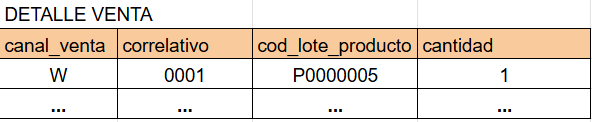 DETALLE VENTA
canal_venta correlativo cod_lote_producto cantidad
W 0001 P0000005 1
... ... ... ...